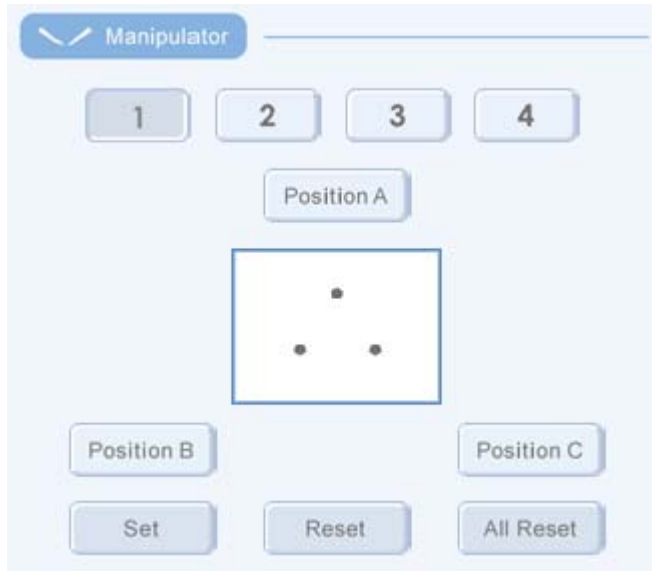 Manipulator
1 2 3 4
Position A
Position B Position C
Set Reset All Reset